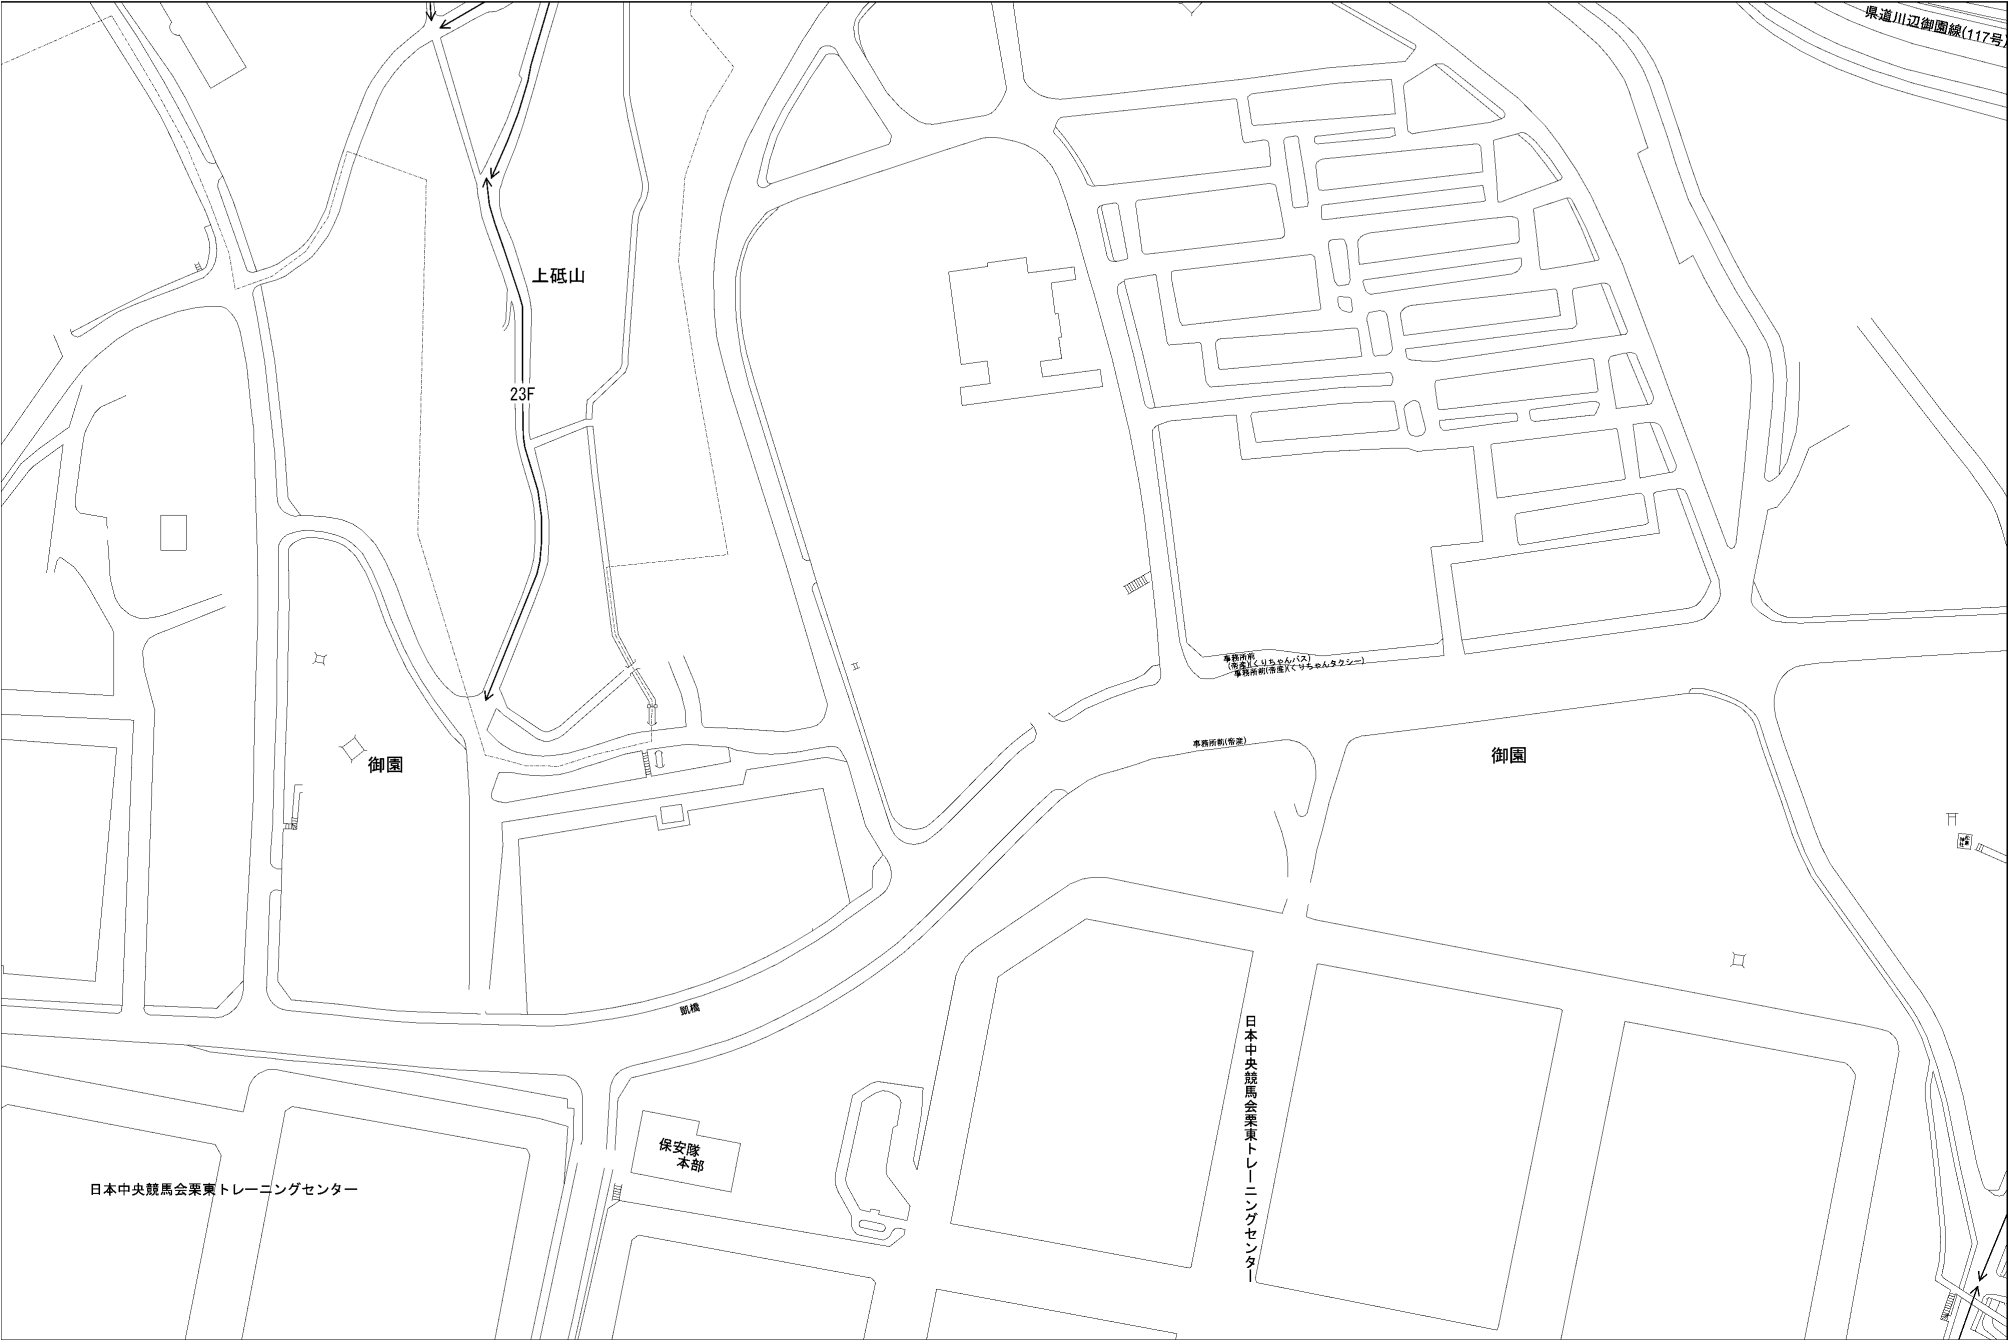 県道川辺御園線(117号)
上砥山
23F
事務所前
(帝産)(くりちゃんバス)
事務所前(帝産)(くりちゃんタクシー)
事務所前(帝産)
御園
御園
凱橋
日本中央競馬会栗東トレーニングセンター
保安隊
本部
日本中央競馬会栗東トレーニングセンター